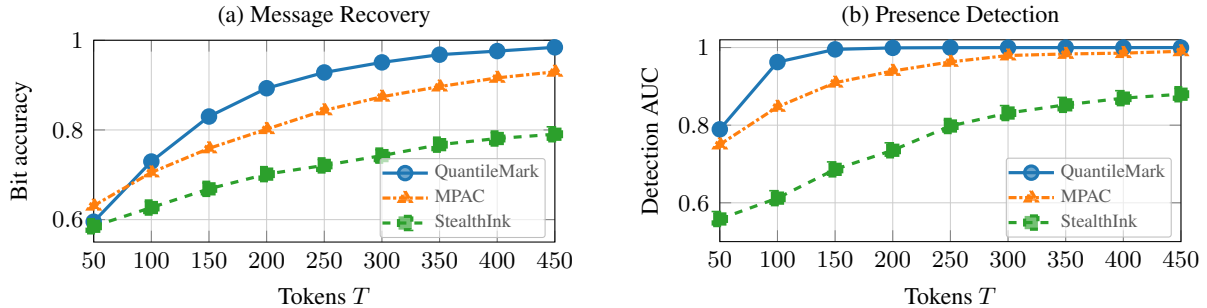 (a) Message Recovery
1
0.8
0.6
Bit accuracy
50 100 150 200 250 300 350 400 450
Tokens T
QuantileMark
MPAC
StealthInk
(b) Presence Detection
1
0.8
0.6
Detection AUC
50 100 150 200 250 300 350 400 450
Tokens T
QuantileMark
MPAC
StealthInk